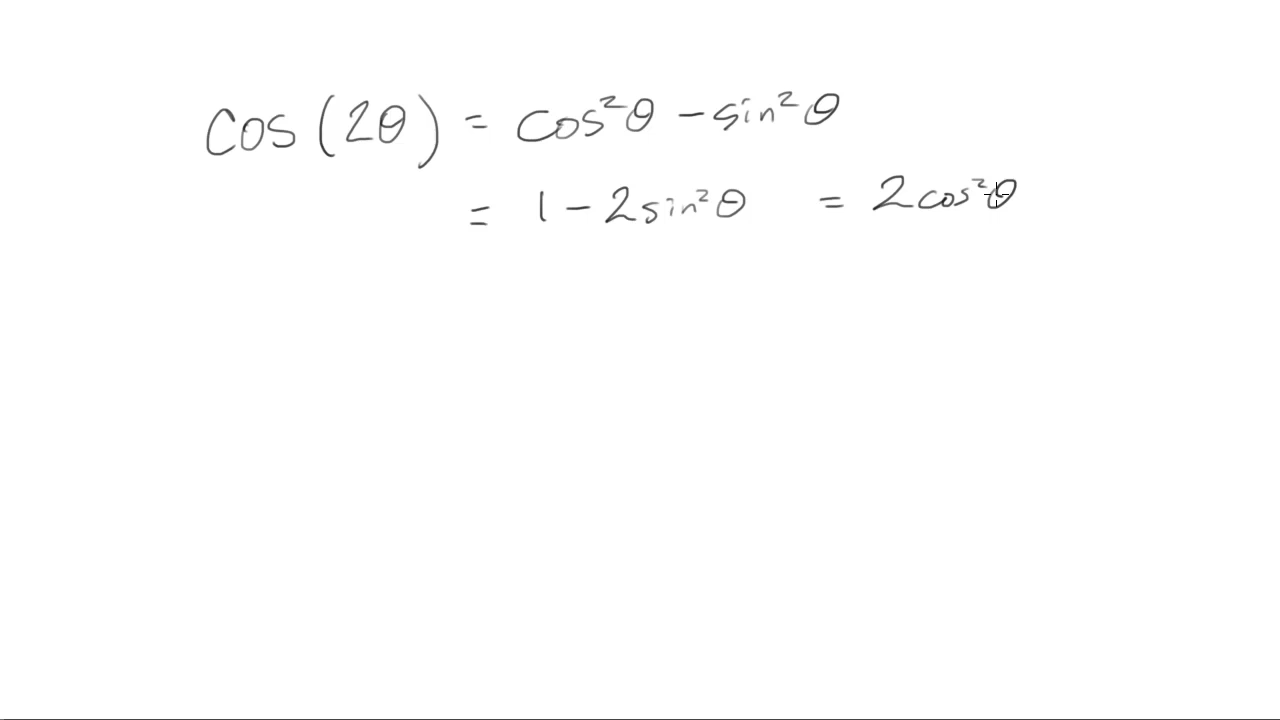 cos(2θ) = cos²θ − sin²θ
= 1 − 2sin²θ = 2cos²θ